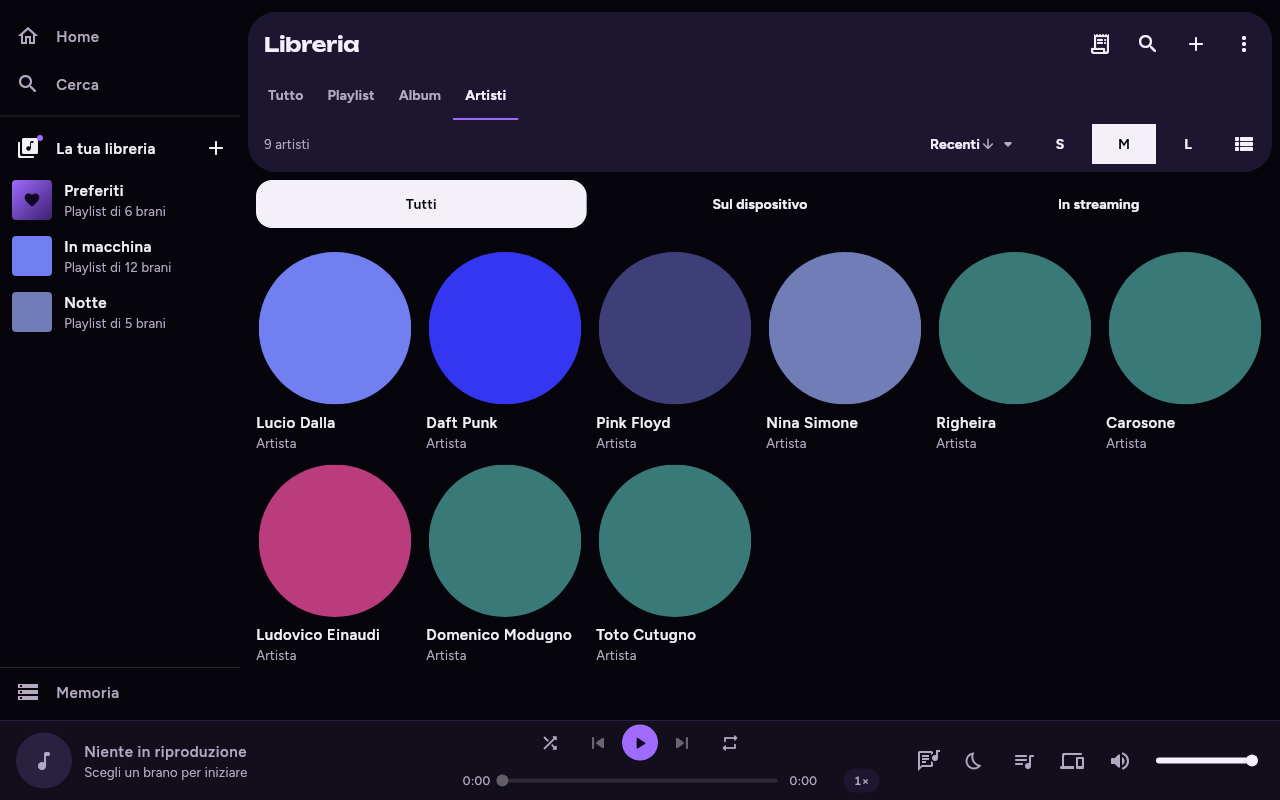 Home
Cerca
La tua libreria
Preferiti
Playlist di 6 brani
In macchina
Playlist di 12 brani
Notte
Playlist di 5 brani
Memoria
Libreria
Tutto Playlist Album Artisti
9 artisti
Recenti S M L
Tutti Sul dispositivo In streaming
Lucio Dalla Daft Punk Pink Floyd Nina Simone Righeira Carosone
Artista Artista Artista Artista Artista Artista
Ludovico Einaudi Domenico Modugno Toto Cutugno
Artista Artista Artista
Niente in riproduzione
Scegli un brano per iniziare
0:00 0:00 1×